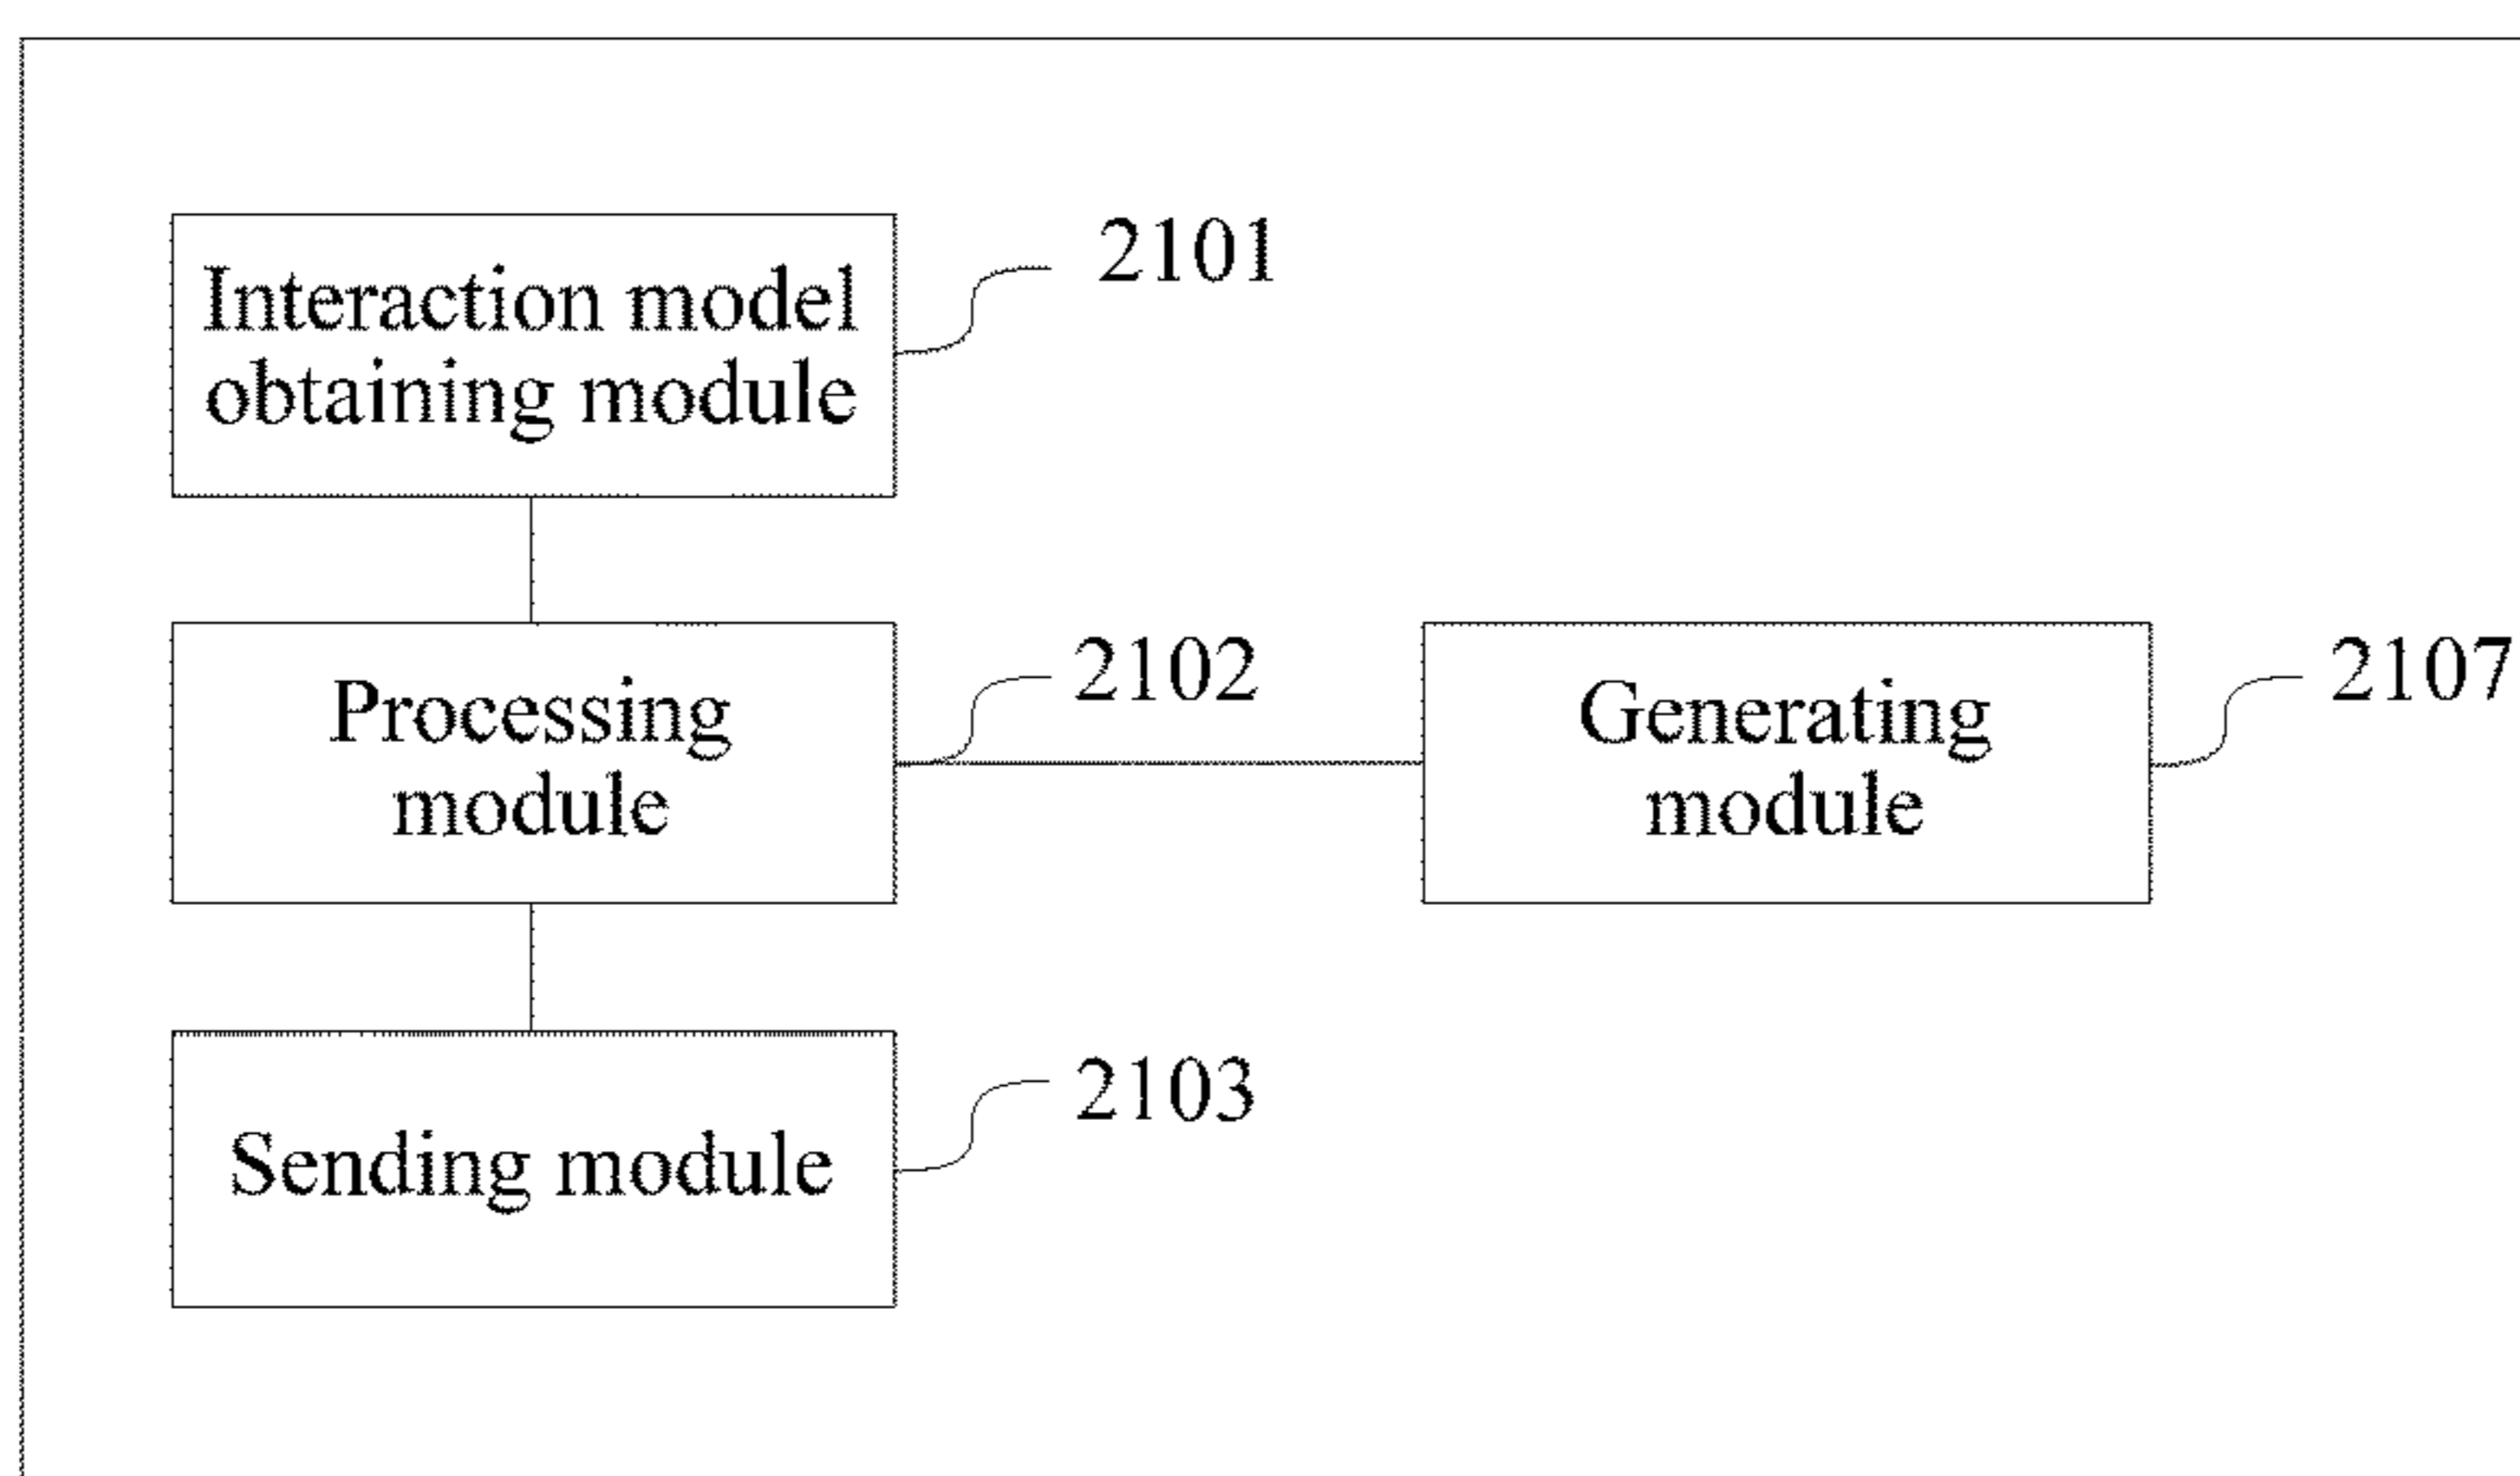 Interaction model
obtaining module
2101
Processing
module
2102
Generating
module
2107
Sending module
2103